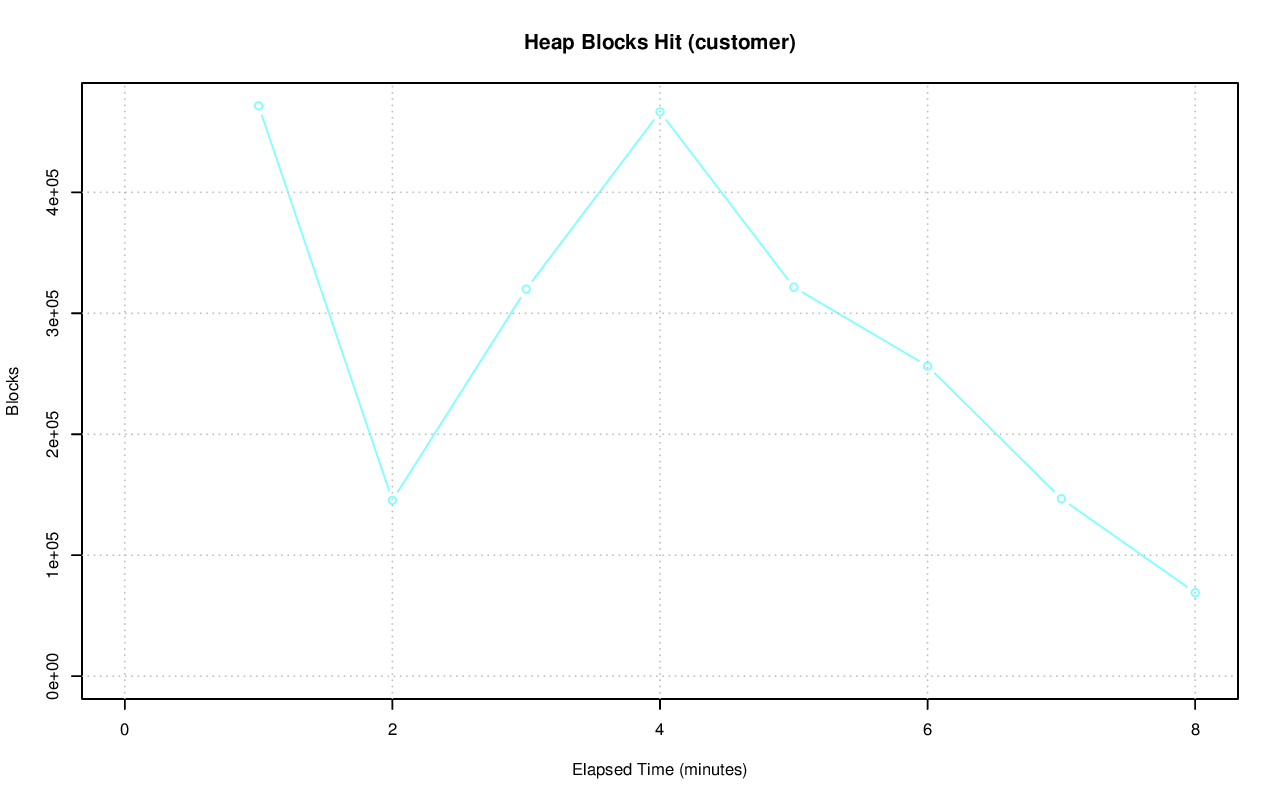 Heap Blocks Hit (customer)
Blocks
4e+05
3e+05
2e+05
1e+05
0e+00
0 2 4 6 8
Elapsed Time (minutes)